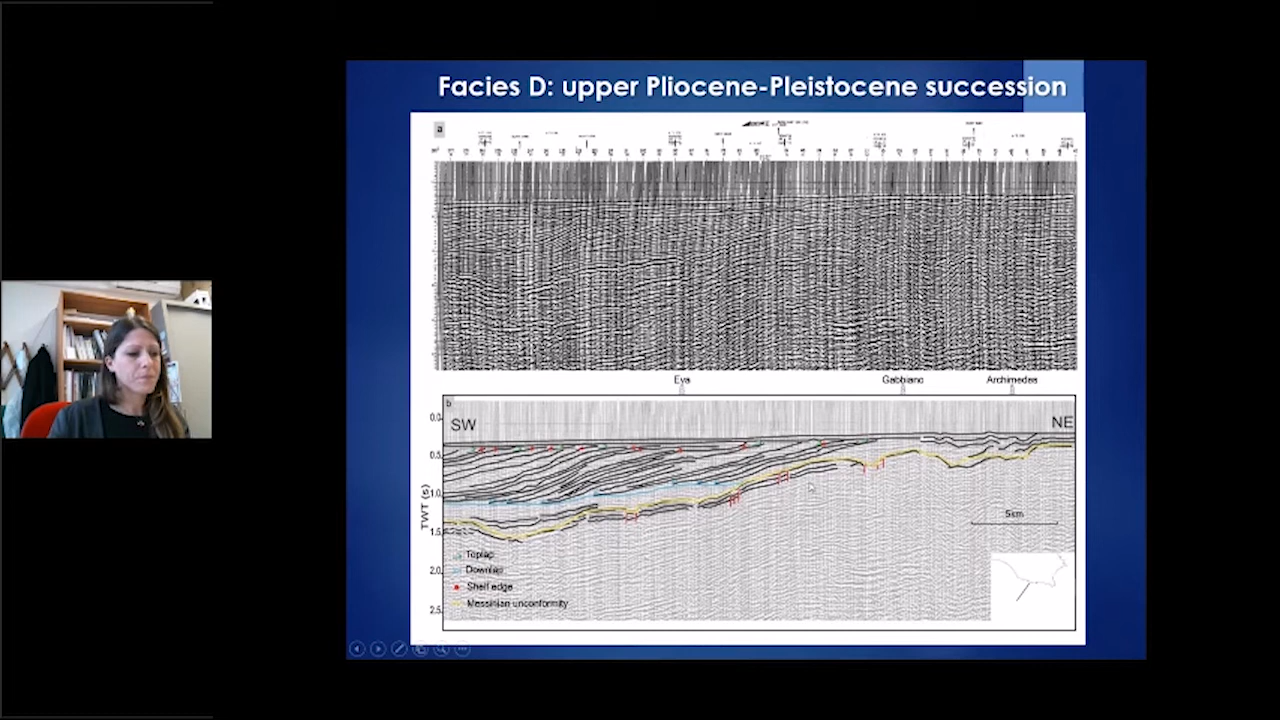 Facies D: upper Pliocene-Pleistocene succession
a
Eva
Gabbiano
Archimedes
b
SW
NE
0.0
0.5
1.0
1.5
2.0
2.5
TWT (s)
5km
Toplap
Downlap
Shelf edge
Messinian unconformity